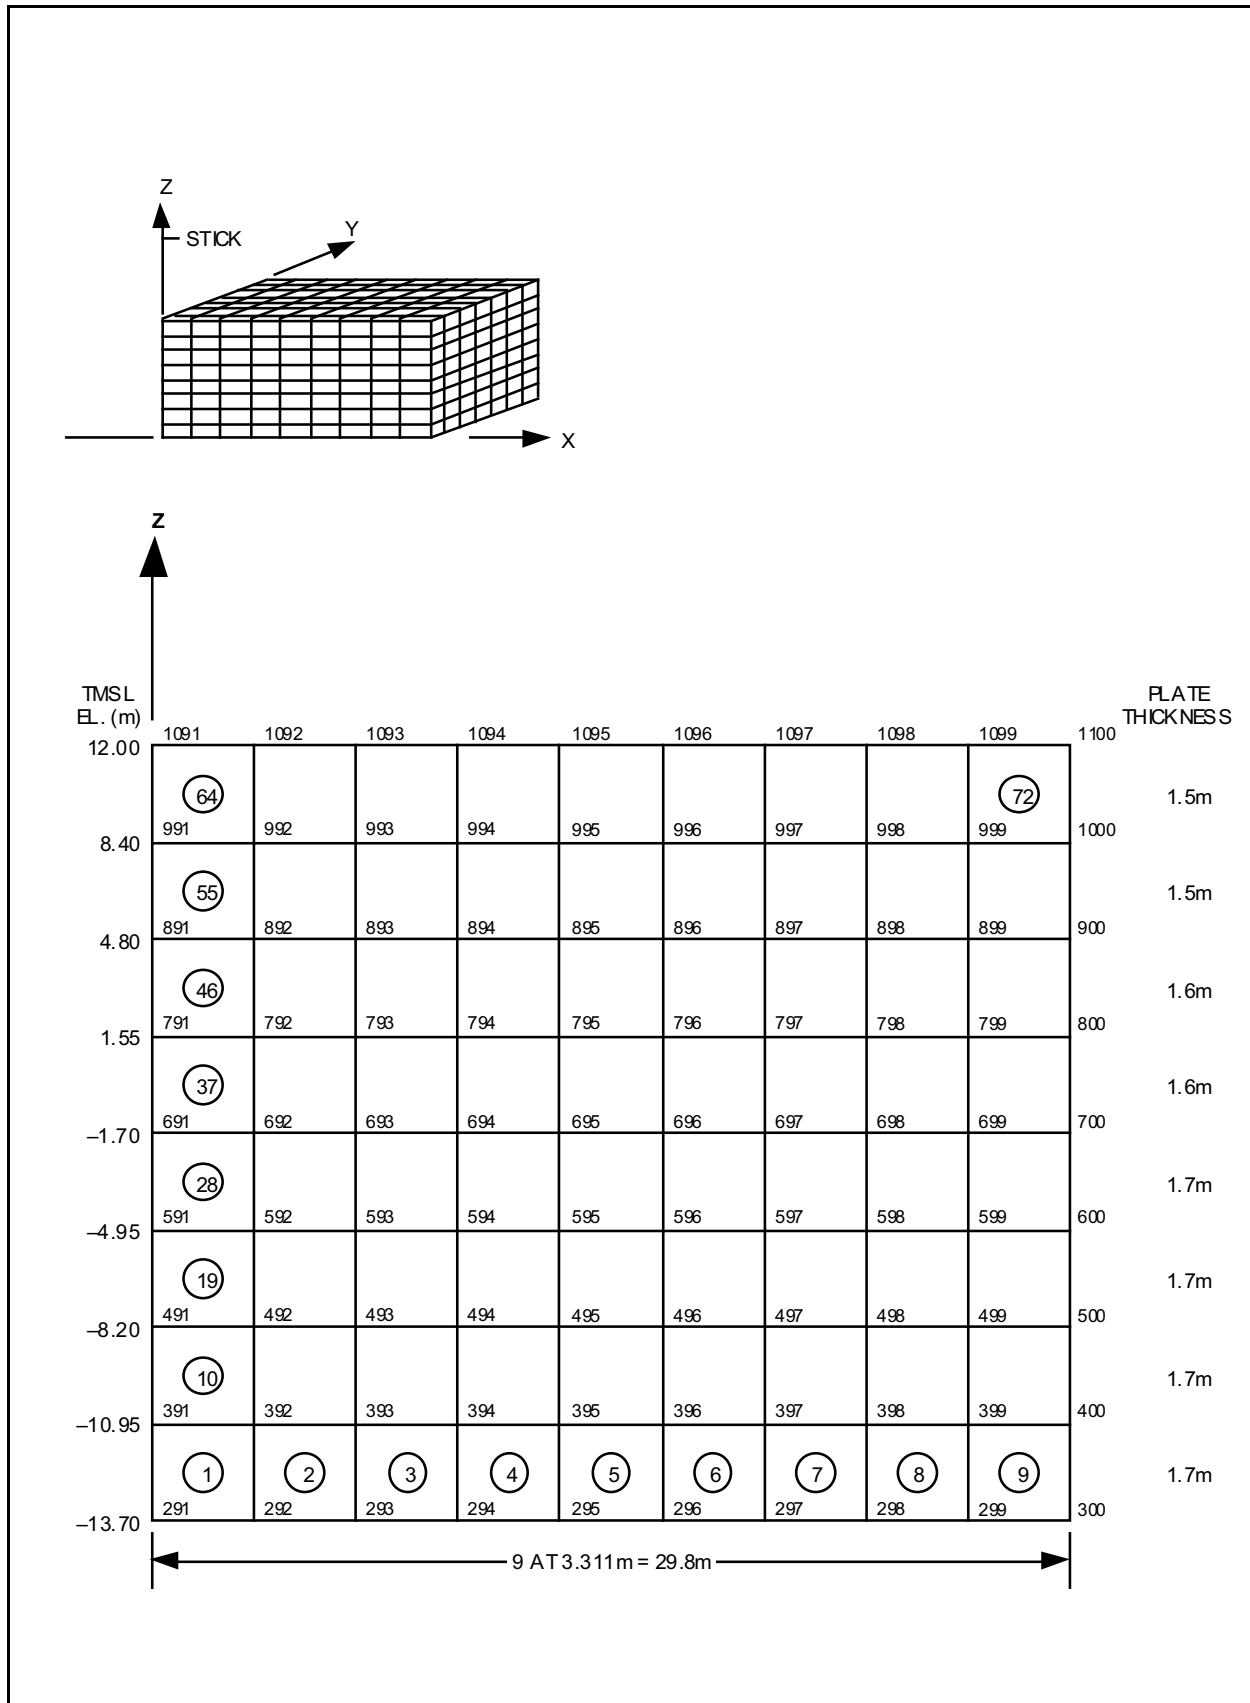 Z
STICK
Y
X
Z
TMSL
EL. (m)
PLATE
THICKNESS
1091 1092 1093 1094 1095 1096 1097 1098 1099 1100
12.00
64 72 1.5m
991 992 993 994 995 996 997 998 999 1000
8.40
55 1.5m
891 892 893 894 895 896 897 898 899 900
4.80
46 1.6m
791 792 793 794 795 796 797 798 799 800
1.55
37 1.6m
691 692 693 694 695 696 697 698 699 700
–1.70
28 1.7m
591 592 593 594 595 596 597 598 599 600
–4.95
19 1.7m
491 492 493 494 495 496 497 498 499 500
–8.20
10 1.7m
391 392 393 394 395 396 397 398 399 400
–10.95
1 2 3 4 5 6 7 8 9 1.7m
291 292 293 294 295 296 297 298 299 300
–13.70
9 AT 3.311m = 29.8m